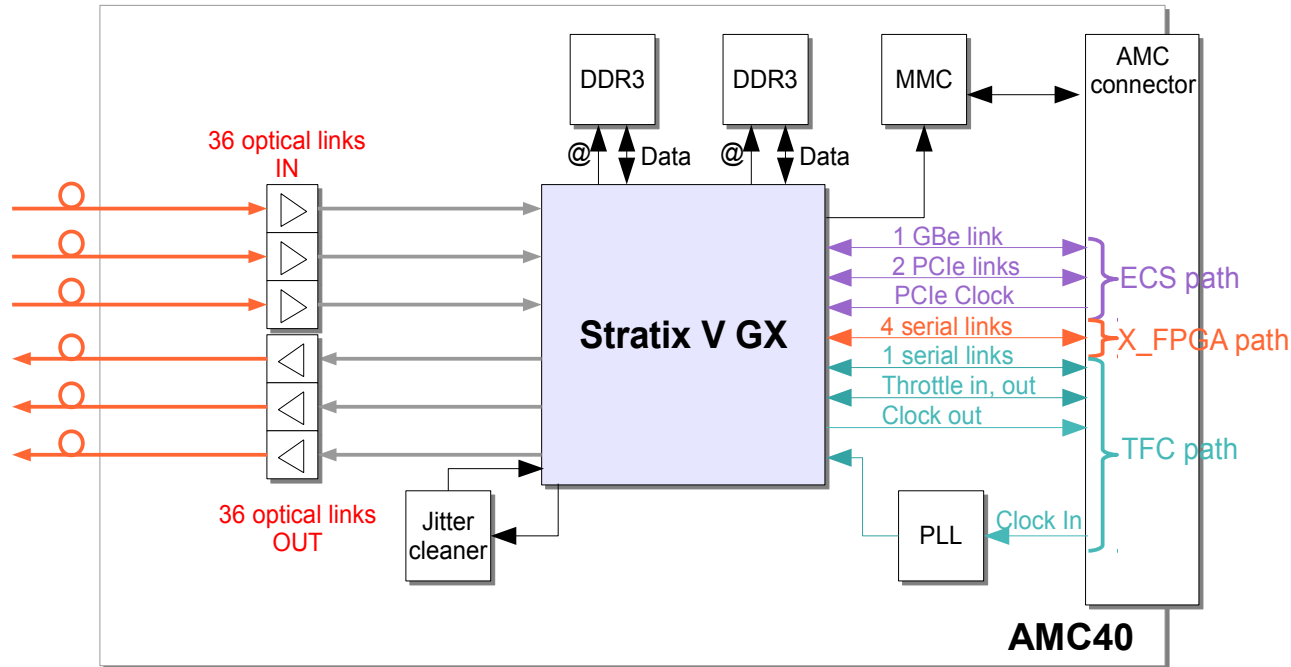 DDR3
DDR3
MMC
AMC
connector
36 optical links
IN
@
Data
@
Data
1 GBe link
2 PCIe links
PCIe Clock
ECS path
4 serial links
X_FPGA path
1 serial links
Throttle in, out
Clock out
TFC path
Stratix V GX
36 optical links
OUT
Jitter
cleaner
PLL
Clock In
AMC40